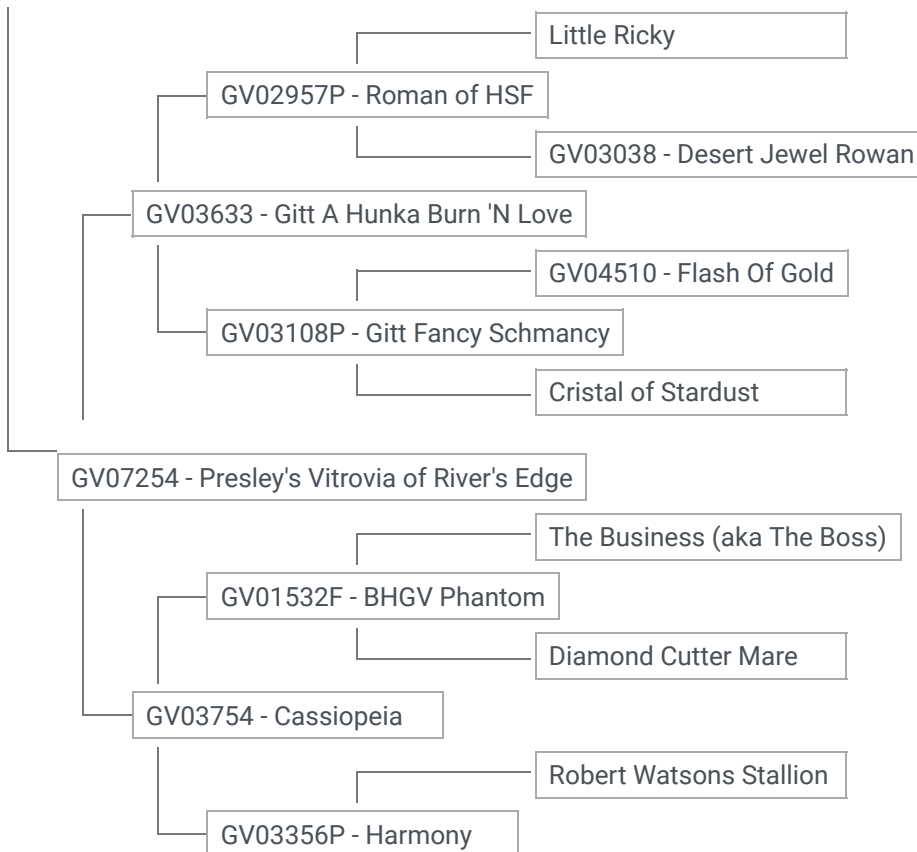 Little Ricky
GV02957P - Roman of HSF
GV03038 - Desert Jewel Rowan
GV03633 - Gitt A Hunka Burn 'N Love
GV04510 - Flash Of Gold
GV03108P - Gitt Fancy Schmancy
Cristal of Stardust
GV07254 - Presley's Vitrovia of River's Edge
The Business (aka The Boss)
GV01532F - BHGV Phantom
Diamond Cutter Mare
GV03754 - Cassiopeia
Robert Watsons Stallion
GV03356P - Harmony